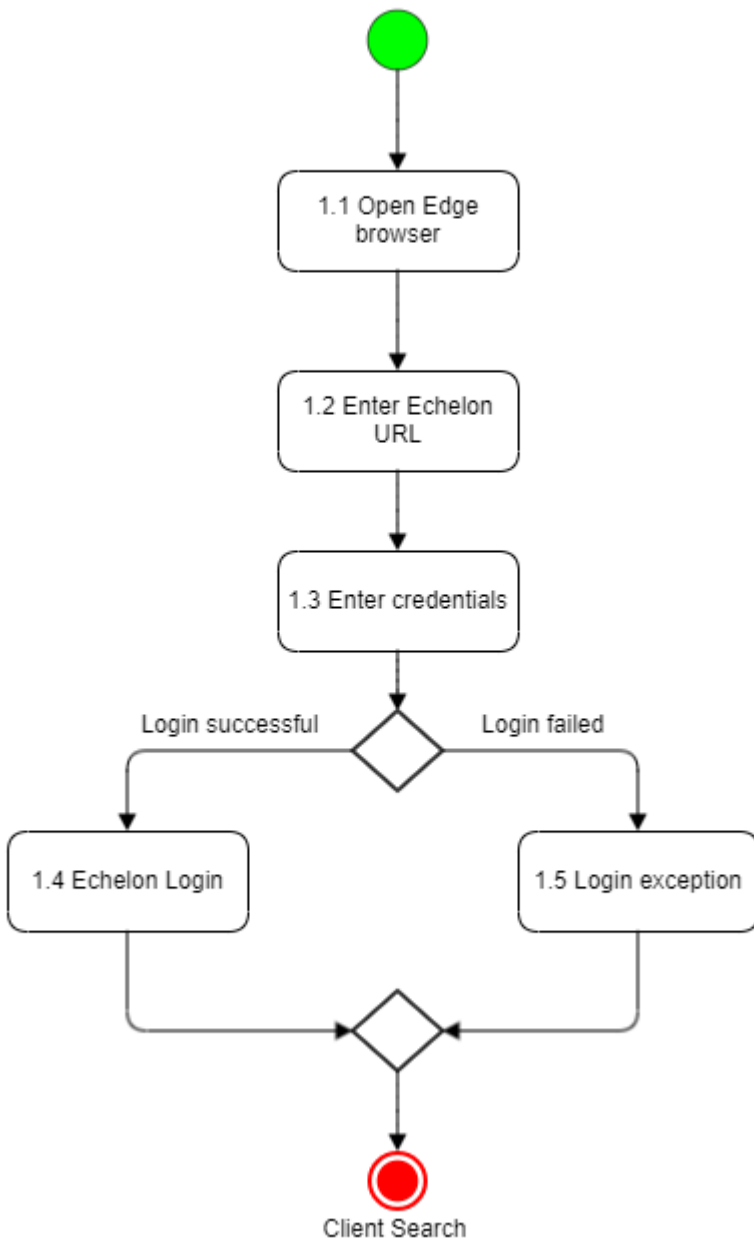 1.1 Open Edge
browser
1.2 Enter Echelon
URL
1.3 Enter credentials
Login successful
Login failed
1.4 Echelon Login
1.5 Login exception
Client Search